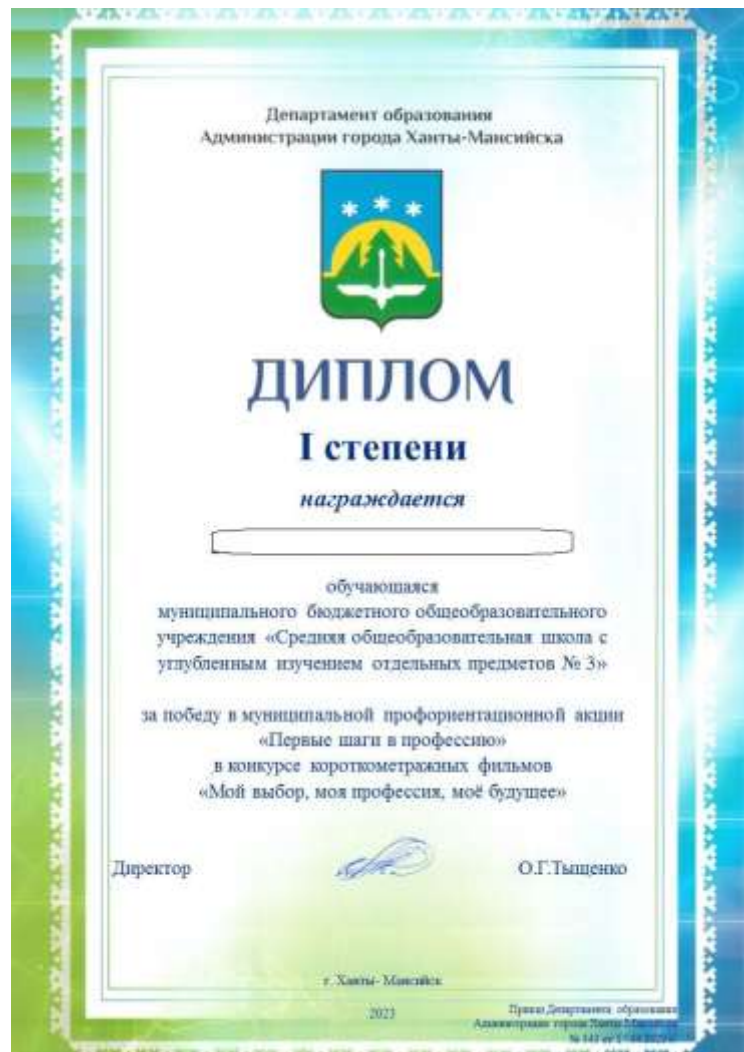 Департамент образования
Администрации города Ханты-Мансийска
ДИПЛОМ
I степени
награждается
обучающаяся
муниципального бюджетного общеобразовательного
учреждения «Средняя общеобразовательная школа с
углубленным изучением отдельных предметов № 3»
за победу в муниципальной профориентационной акции
«Первые шаги в профессию»
в конкурсе короткометражных фильмов
«Мой выбор, моя профессия, моё будущее»
Директор О.Г.Тыщенко
г. Ханты- Мансийск
2023
Приказ Департамента образования
Администрации города Ханты-Мансийска